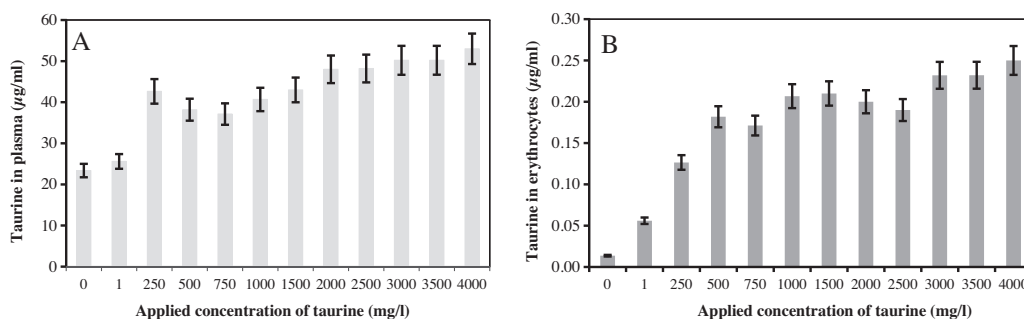 A
Taurine in plasma (µg/ml)
60
50
40
30
20
10
0
0 1 250 500 750 1000 1500 2000 2500 3000 3500 4000
Applied concentration of taurine (mg/l)
B
Taurine in erythrocytes (µg/ml)
0.30
0.25
0.20
0.15
0.10
0.05
0.00
0 1 250 500 750 1000 1500 2000 2500 3000 3500 4000
Applied concentration of taurine (mg/l)